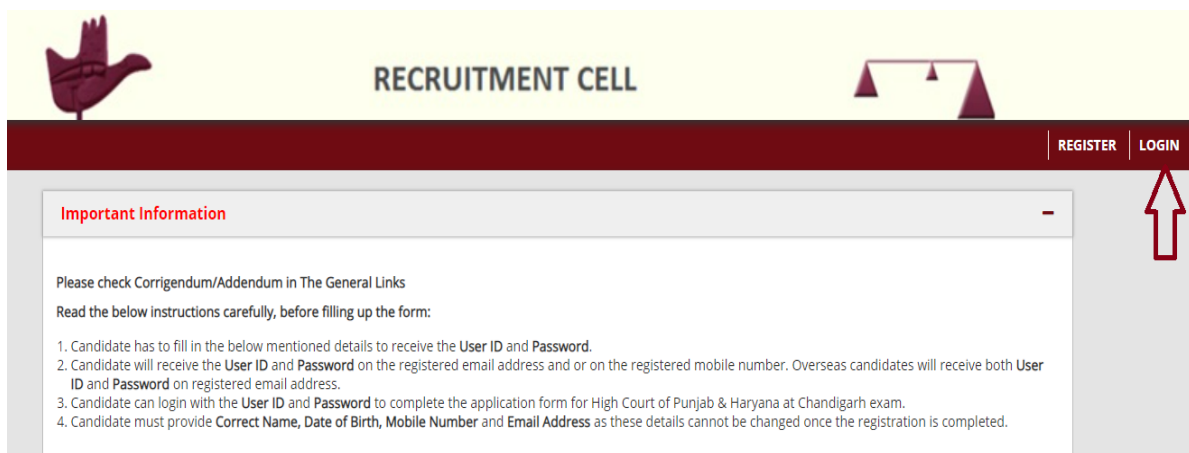 RECRUITMENT CELL
REGISTER LOGIN
Important Information
Please check Corrigendum/Addendum in The General Links
Read the below instructions carefully, before filling up the form:
1. Candidate has to fill in the below mentioned details to receive the User ID and Password.
2. Candidate will receive the User ID and Password on the registered email address and or on the registered mobile number. Overseas candidates will receive both User
ID and Password on registered email address.
3. Candidate can login with the User ID and Password to complete the application form for High Court of Punjab & Haryana at Chandigarh exam.
4. Candidate must provide Correct Name, Date of Birth, Mobile Number and Email Address as these details cannot be changed once the registration is completed.